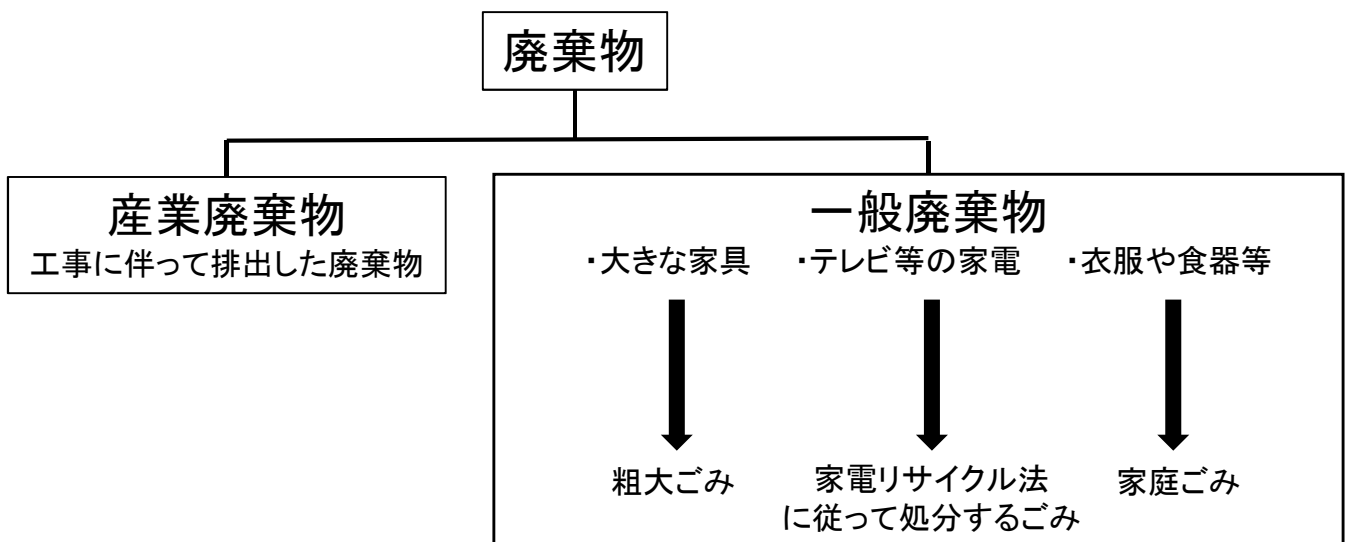 廃棄物
産業廃棄物
工事に伴って排出した廃棄物
一般廃棄物
・大きな家具
・テレビ等の家電
・衣服や食器等
粗大ごみ
家電リサイクル法
に従って処分するごみ
家庭ごみ